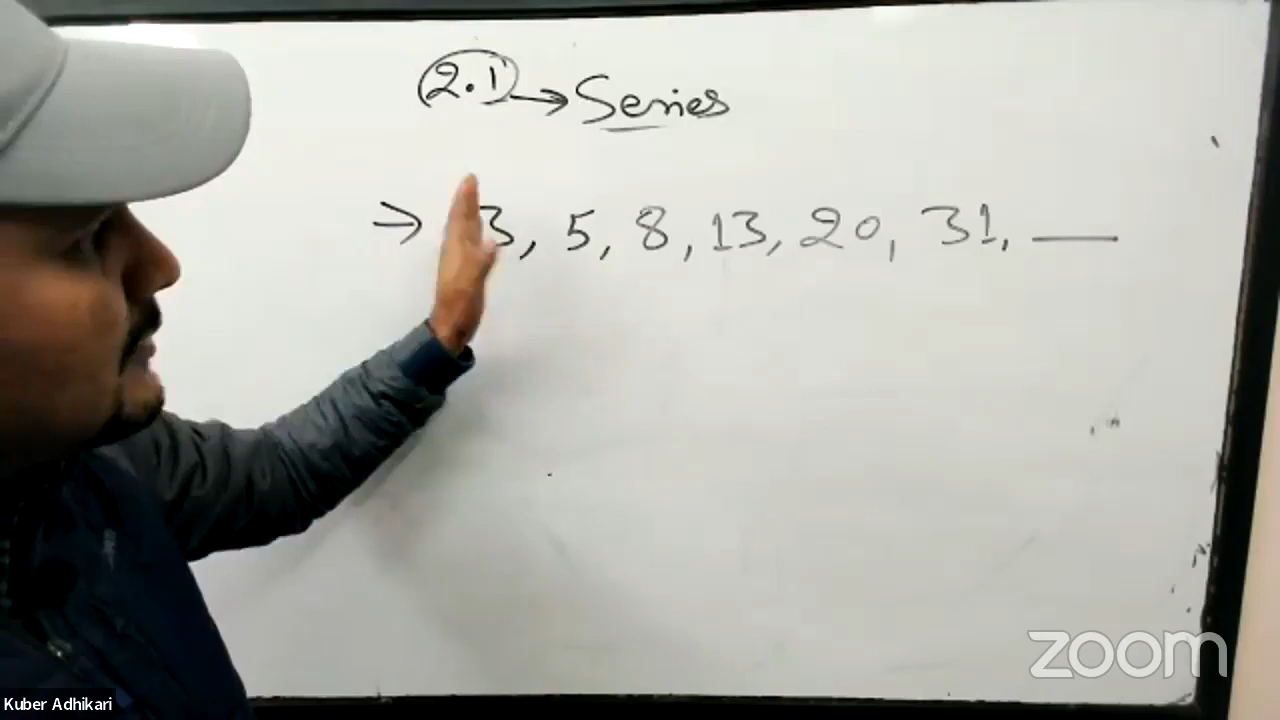 2.1 → Series
→ 3, 5, 8, 13, 20, 31, ___
zoom
Kuber Adhikari